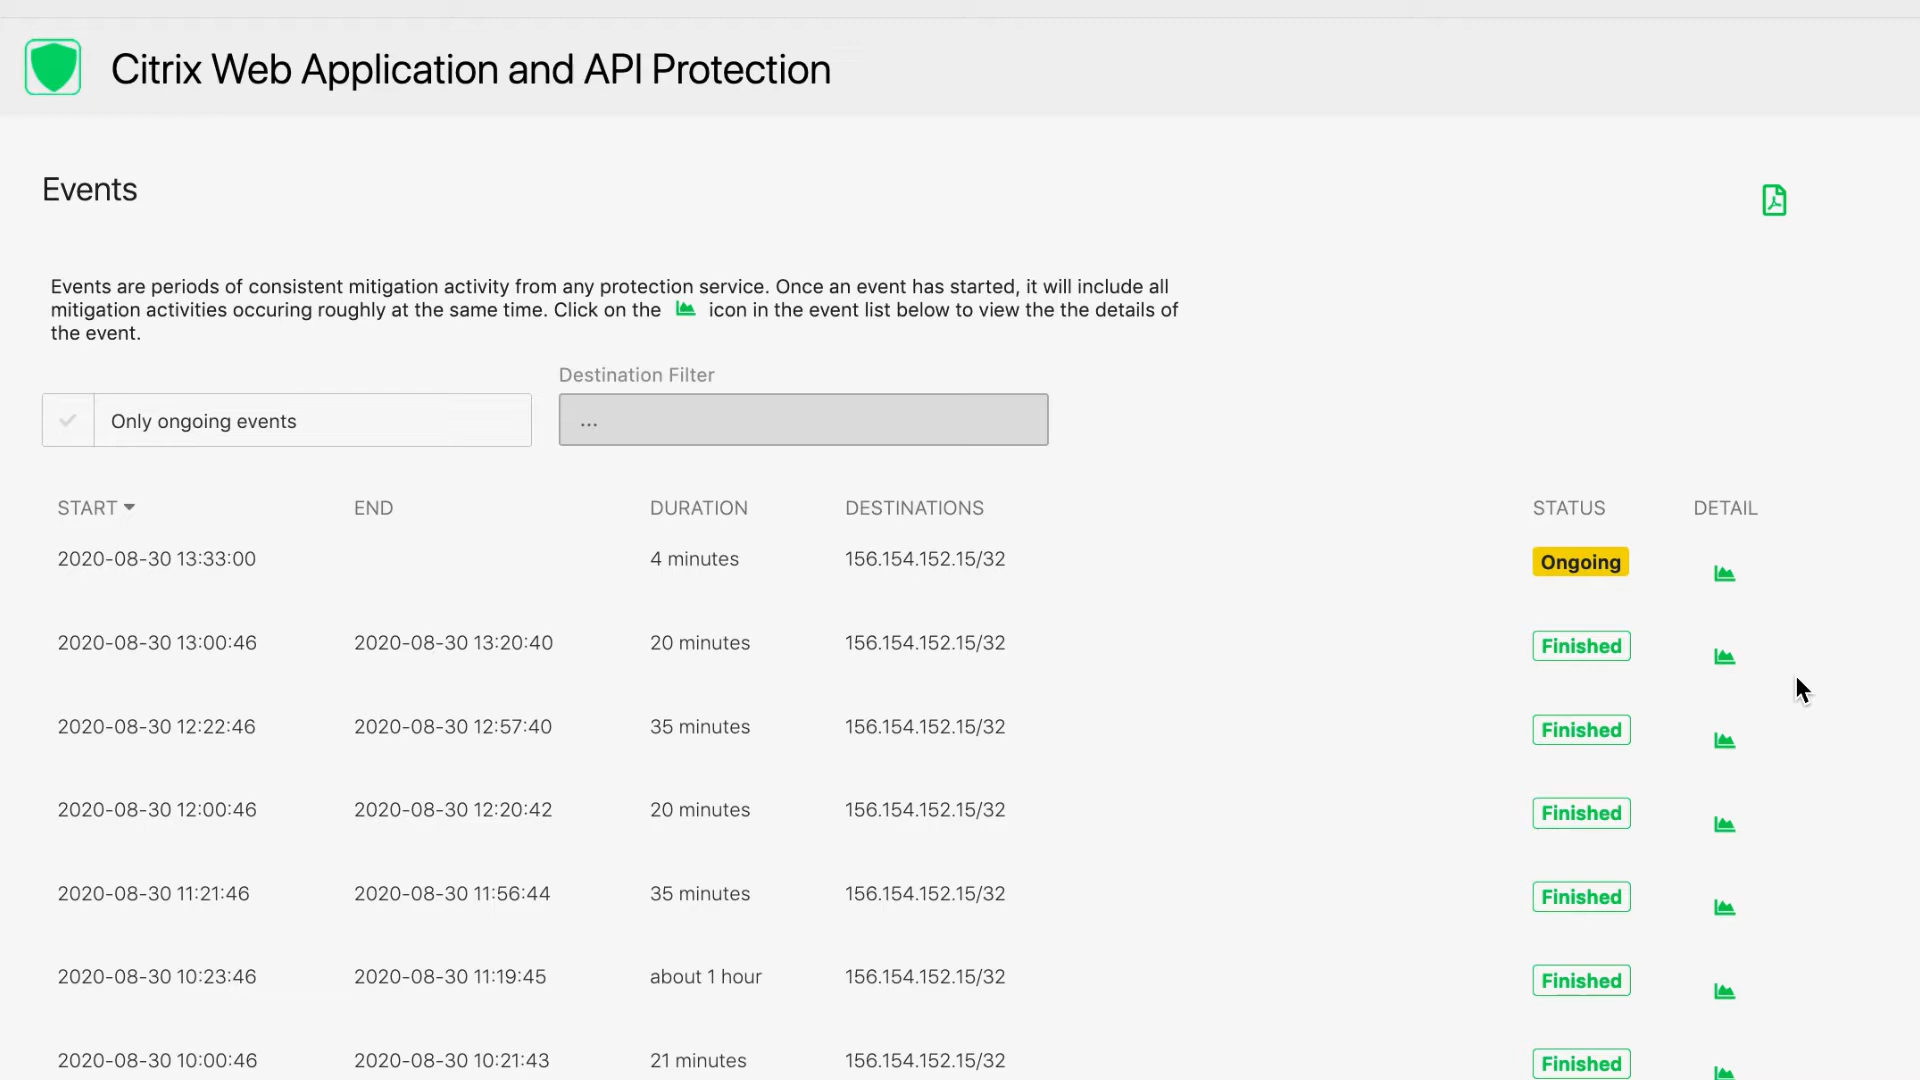 Citrix Web Application and API Protection
Events
Events are periods of consistent mitigation activity from any protection service. Once an event has started, it will include all
mitigation activities occuring roughly at the same time. Click on the icon in the event list below to view the the details of
the event.
Destination Filter
Only ongoing events
...
START END DURATION DESTINATIONS STATUS DETAIL
2020-08-30 13:33:00 4 minutes 156.154.152.15/32 Ongoing
2020-08-30 13:00:46 2020-08-30 13:20:40 20 minutes 156.154.152.15/32 Finished
2020-08-30 12:22:46 2020-08-30 12:57:40 35 minutes 156.154.152.15/32 Finished
2020-08-30 12:00:46 2020-08-30 12:20:42 20 minutes 156.154.152.15/32 Finished
2020-08-30 11:21:46 2020-08-30 11:56:44 35 minutes 156.154.152.15/32 Finished
2020-08-30 10:23:46 2020-08-30 11:19:45 about 1 hour 156.154.152.15/32 Finished
2020-08-30 10:00:46 2020-08-30 10:21:43 21 minutes 156.154.152.15/32 Finished